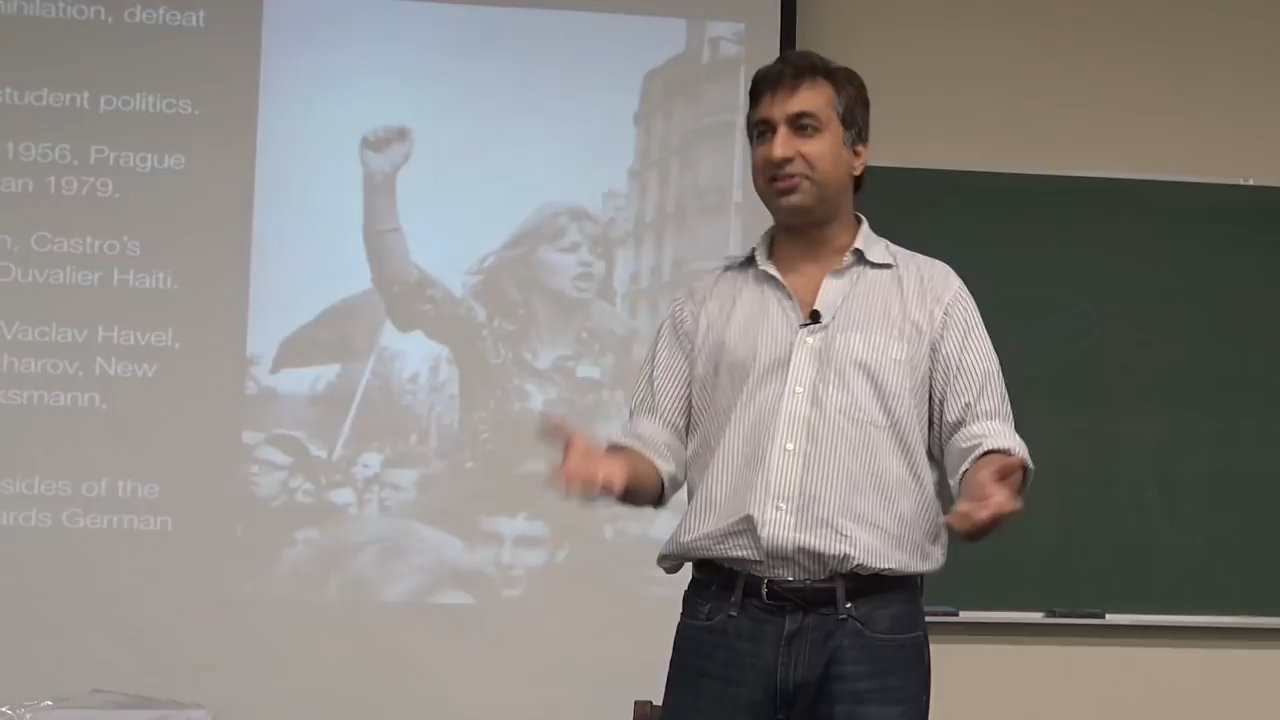 nihilation, defeat
student politics.
1956, Prague
an 1979.
n, Castro's
Duvalier Haiti.
Vaclav Havel,
harov, New
ksmann,
sides of the
ards German